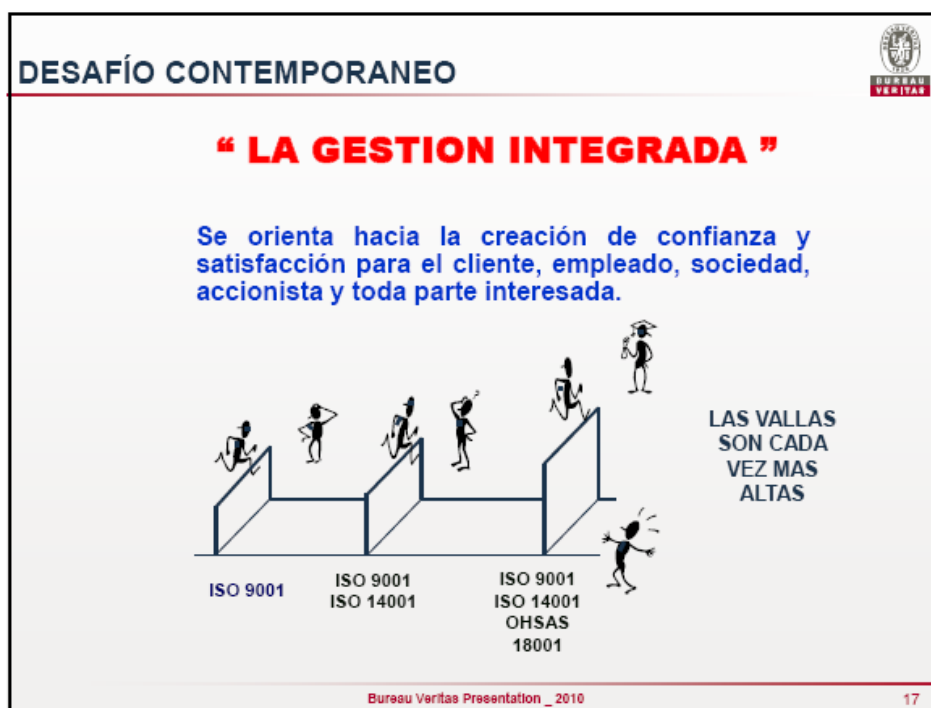 DESAFÍO CONTEMPORANEO
BUREAU
VERITAS
“ LA GESTION INTEGRADA ”
Se orienta hacia la creación de confianza y
satisfacción para el cliente, empleado, sociedad,
accionista y toda parte interesada.
LAS VALLAS
SON CADA
VEZ MAS
ALTAS
ISO 9001
ISO 9001
ISO 14001
ISO 9001
ISO 14001
OHSAS
18001
Bureau Veritas Presentation _ 2010
17